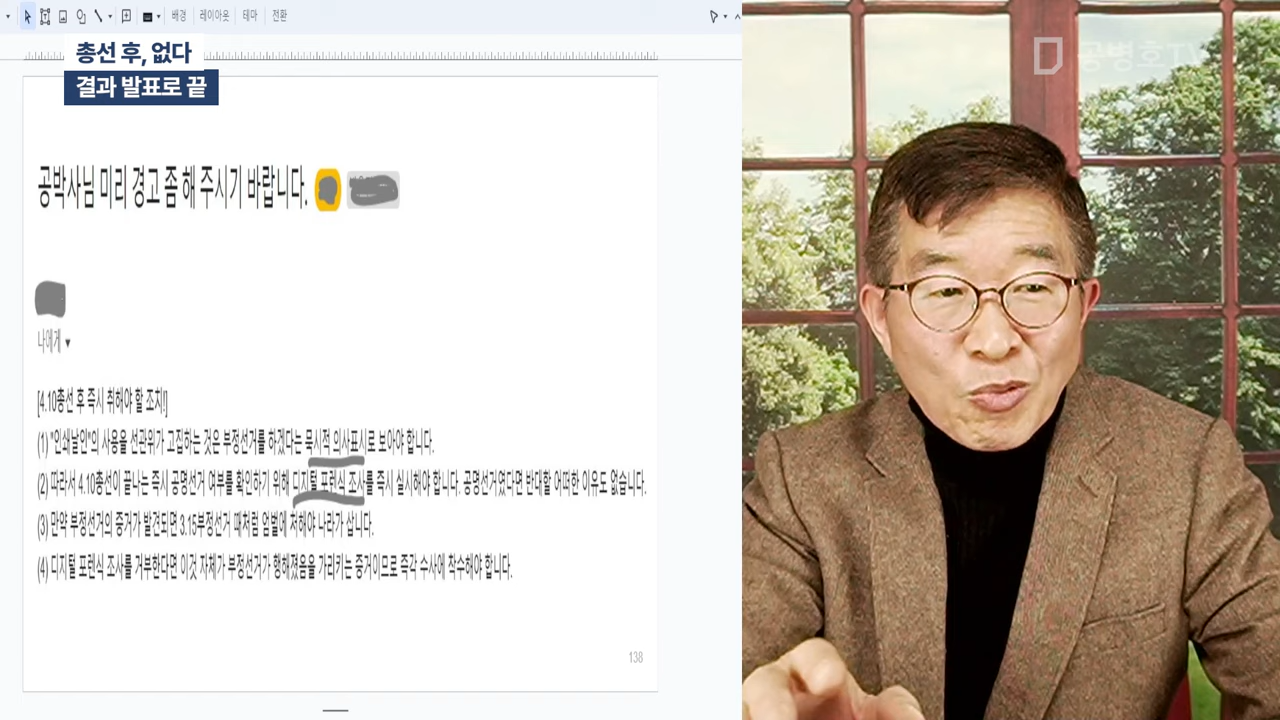 배경 레이아웃 테마 전환
총선 후, 없다
결과 발표로 끝
공병호TV
공박사님 미리 경고 좀 해 주시기 바랍니다.
나에게
[4.10총선 후 즉시 취해야 할 조치!]
(1) "인쇄날인"의 사용을 선관위가 고집하는 것은 부정선거를 하겠다는 묵시적 의사표시로 보아야 합니다.
(2) 따라서 4.10총선이 끝나는 즉시 공명선거 여부를 확인하기 위해 디지털 포렌식 조사를 즉시 실시해야 합니다. 공명선거였다면 반대할 어떠한 이유도 없습니다.
(3) 만약 부정선거의 증거가 발견되면 3.15부정선거 때처럼 엄벌에 처해야 나라가 삽니다.
(4) 디지털 포렌식 조사를 거부한다면 이것 자체가 부정선거가 행해졌음을 가리키는 증거이므로 즉각 수사에 착수해야 합니다.
138